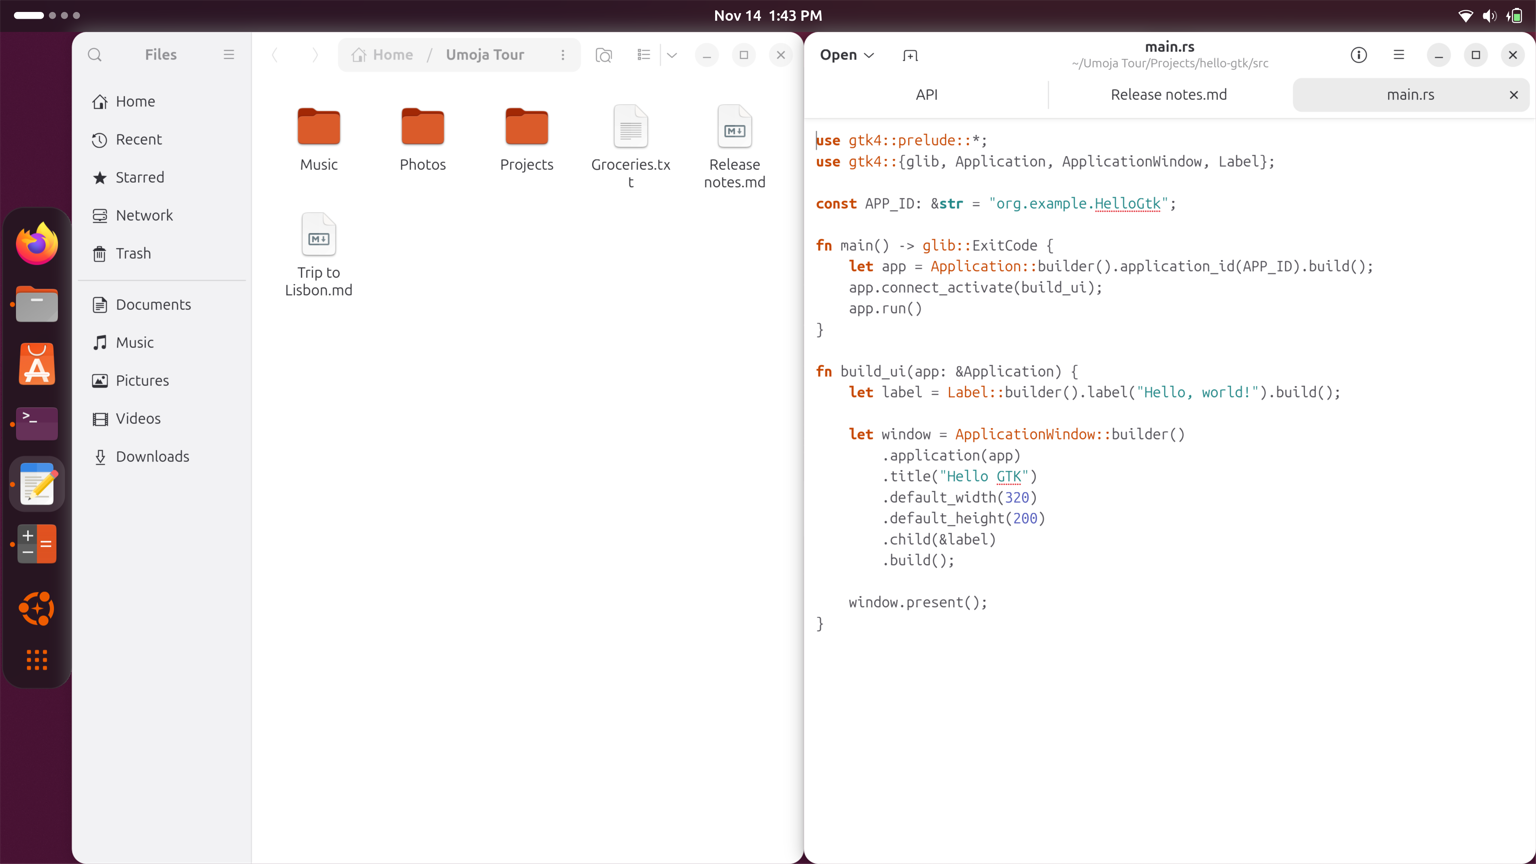 Nov 14 1:43 PM
Files
Home
Recent
Starred
Network
Trash
Documents
Music
Pictures
Videos
Downloads
Home / Umoja Tour
Music
Photos
Projects
Groceries.tx
t
Release
notes.md
Trip to
Lisbon.md
Open
main.rs
~/Umoja Tour/Projects/hello-gtk/src
API
Release notes.md
main.rs
use gtk4::prelude::*;
use gtk4::{glib, Application, ApplicationWindow, Label};
const APP_ID: &str = "org.example.HelloGtk";
fn main() -> glib::ExitCode {
    let app = Application::builder().application_id(APP_ID).build();
    app.connect_activate(build_ui);
    app.run()
}
fn build_ui(app: &Application) {
    let label = Label::builder().label("Hello, world!").build();
    let window = ApplicationWindow::builder()
        .application(app)
        .title("Hello GTK")
        .default_width(320)
        .default_height(200)
        .child(&label)
        .build();
    window.present();
}